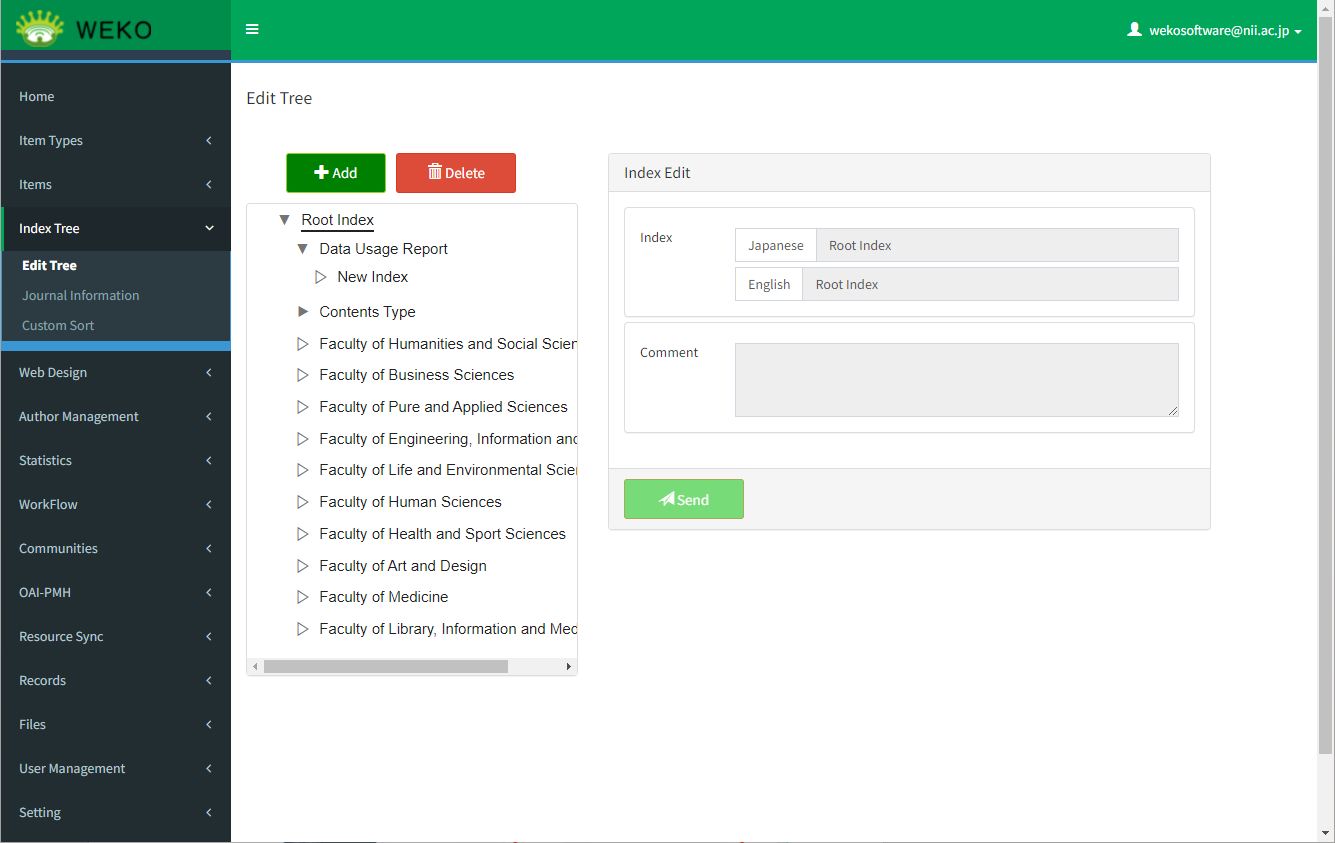 WEKO
wekosoftware@nii.ac.jp
Home
Item Types
Items
Index Tree
Edit Tree
Journal Information
Custom Sort
Web Design
Author Management
Statistics
WorkFlow
Communities
OAI-PMH
Resource Sync
Records
Files
User Management
Setting
Edit Tree
Add
Delete
Root Index
Data Usage Report
New Index
Contents Type
Faculty of Humanities and Social Scien
Faculty of Business Sciences
Faculty of Pure and Applied Sciences
Faculty of Engineering, Information and
Faculty of Life and Environmental Scien
Faculty of Human Sciences
Faculty of Health and Sport Sciences
Faculty of Art and Design
Faculty of Medicine
Faculty of Library, Information and Med
Index Edit
Index
Japanese Root Index
English Root Index
Comment
Send